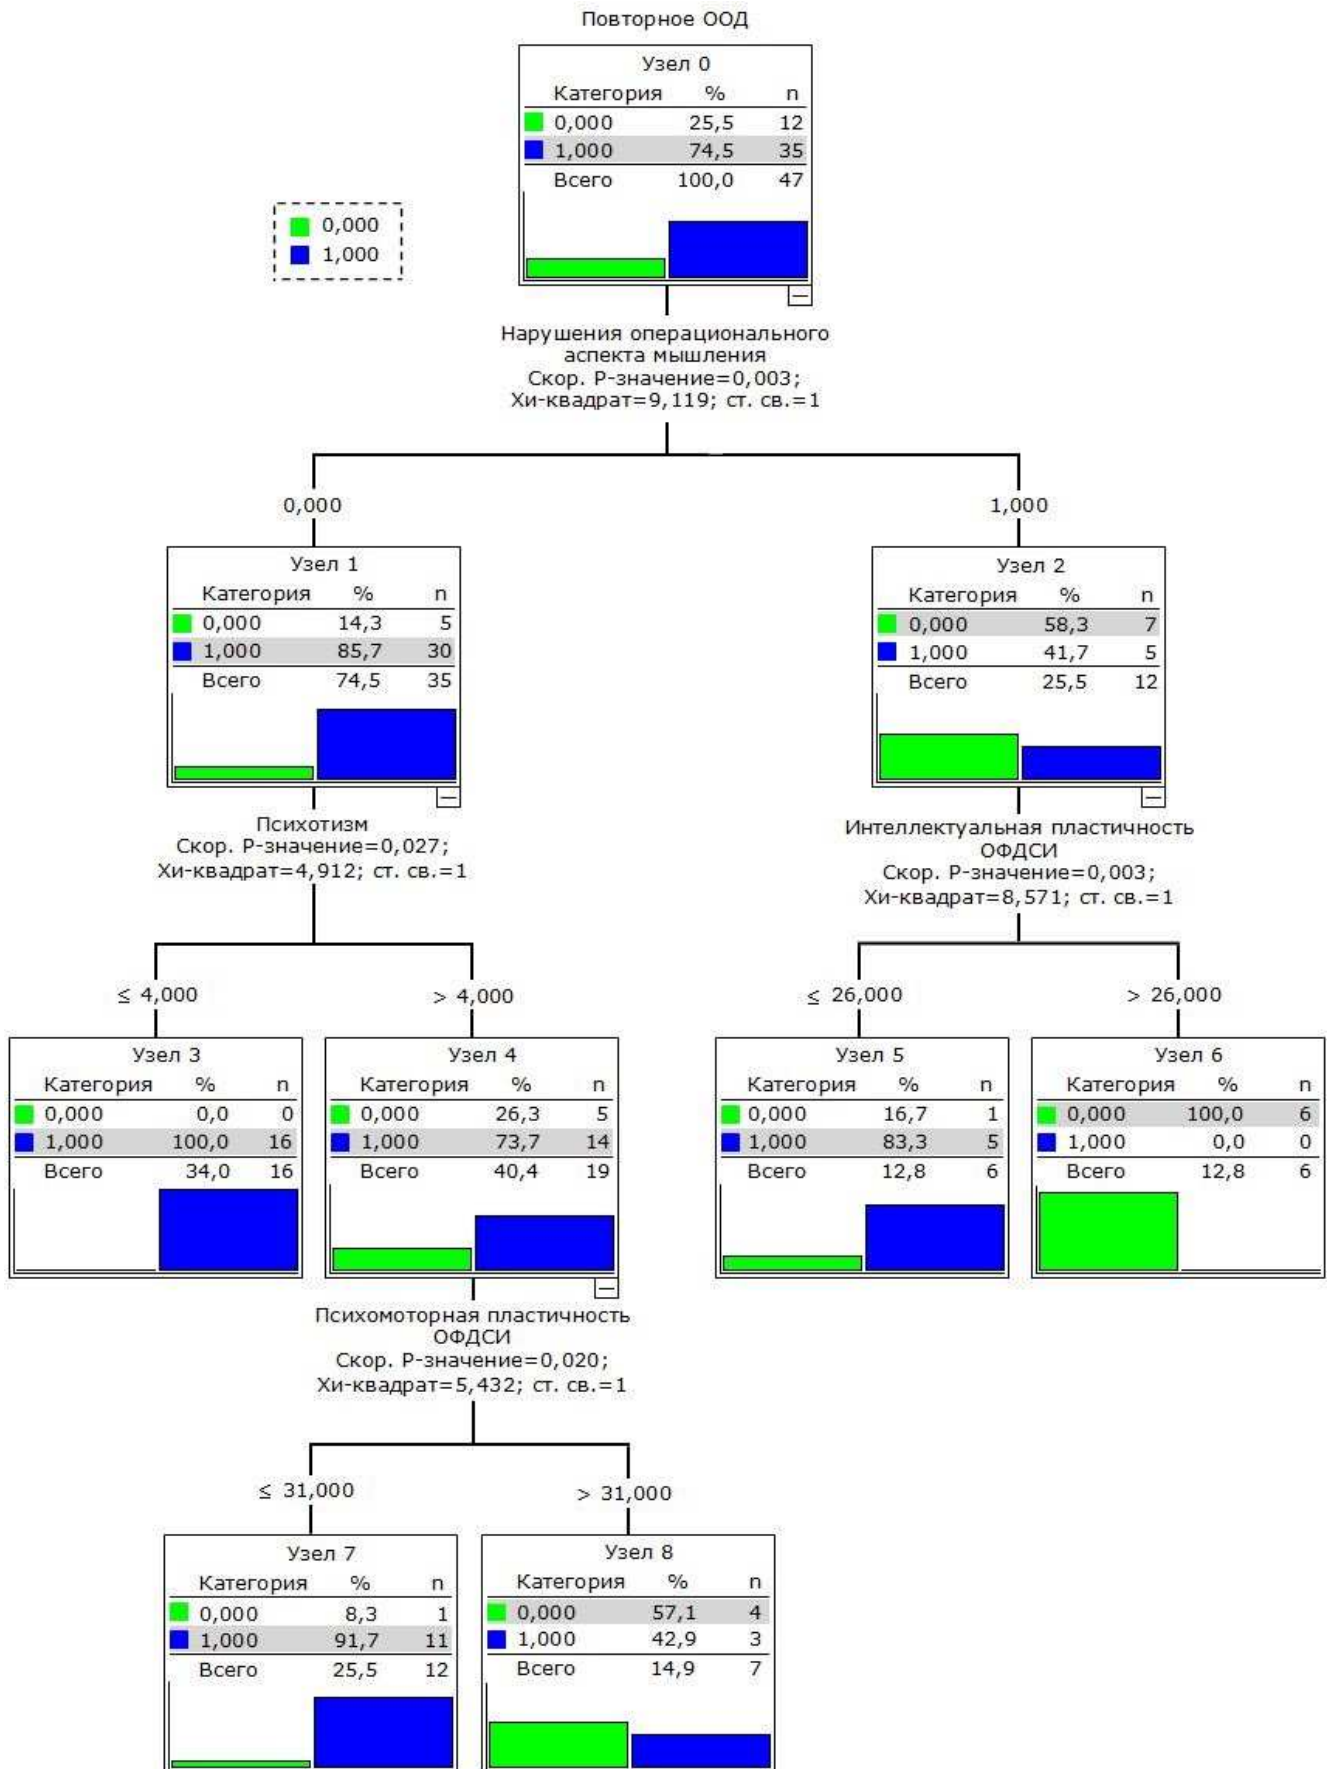 Повторное ООД
Узел 0
Категория % n
0,000 25,5 12
1,000 74,5 35
Всего 100,0 47
0,000
1,000
Нарушения операционального
аспекта мышления
Скор. P-значение=0,003;
Хи-квадрат=9,119; ст. св.=1
0,000
1,000
Узел 1
Категория % n
0,000 14,3 5
1,000 85,7 30
Всего 74,5 35
Узел 2
Категория % n
0,000 58,3 7
1,000 41,7 5
Всего 25,5 12
Психотизм
Скор. P-значение=0,027;
Хи-квадрат=4,912; ст. св.=1
Интеллектуальная пластичность
ОФДСИ
Скор. P-значение=0,003;
Хи-квадрат=8,571; ст. св.=1
≤ 4,000
> 4,000
≤ 26,000
> 26,000
Узел 3
Категория % n
0,000 0,0 0
1,000 100,0 16
Всего 34,0 16
Узел 4
Категория % n
0,000 26,3 5
1,000 73,7 14
Всего 40,4 19
Узел 5
Категория % n
0,000 16,7 1
1,000 83,3 5
Всего 12,8 6
Узел 6
Категория % n
0,000 100,0 6
1,000 0,0 0
Всего 12,8 6
Психомоторная пластичность
ОФДСИ
Скор. P-значение=0,020;
Хи-квадрат=5,432; ст. св.=1
≤ 31,000
> 31,000
Узел 7
Категория % n
0,000 8,3 1
1,000 91,7 11
Всего 25,5 12
Узел 8
Категория % n
0,000 57,1 4
1,000 42,9 3
Всего 14,9 7